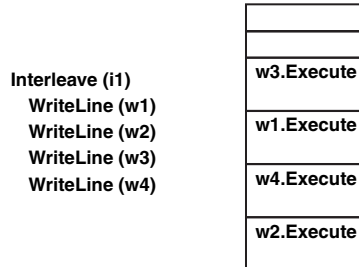 Interleave (i1)
WriteLine (w1)
WriteLine (w2)
WriteLine (w3)
WriteLine (w4)
w3.Execute
w1.Execute
w4.Execute
w2.Execute